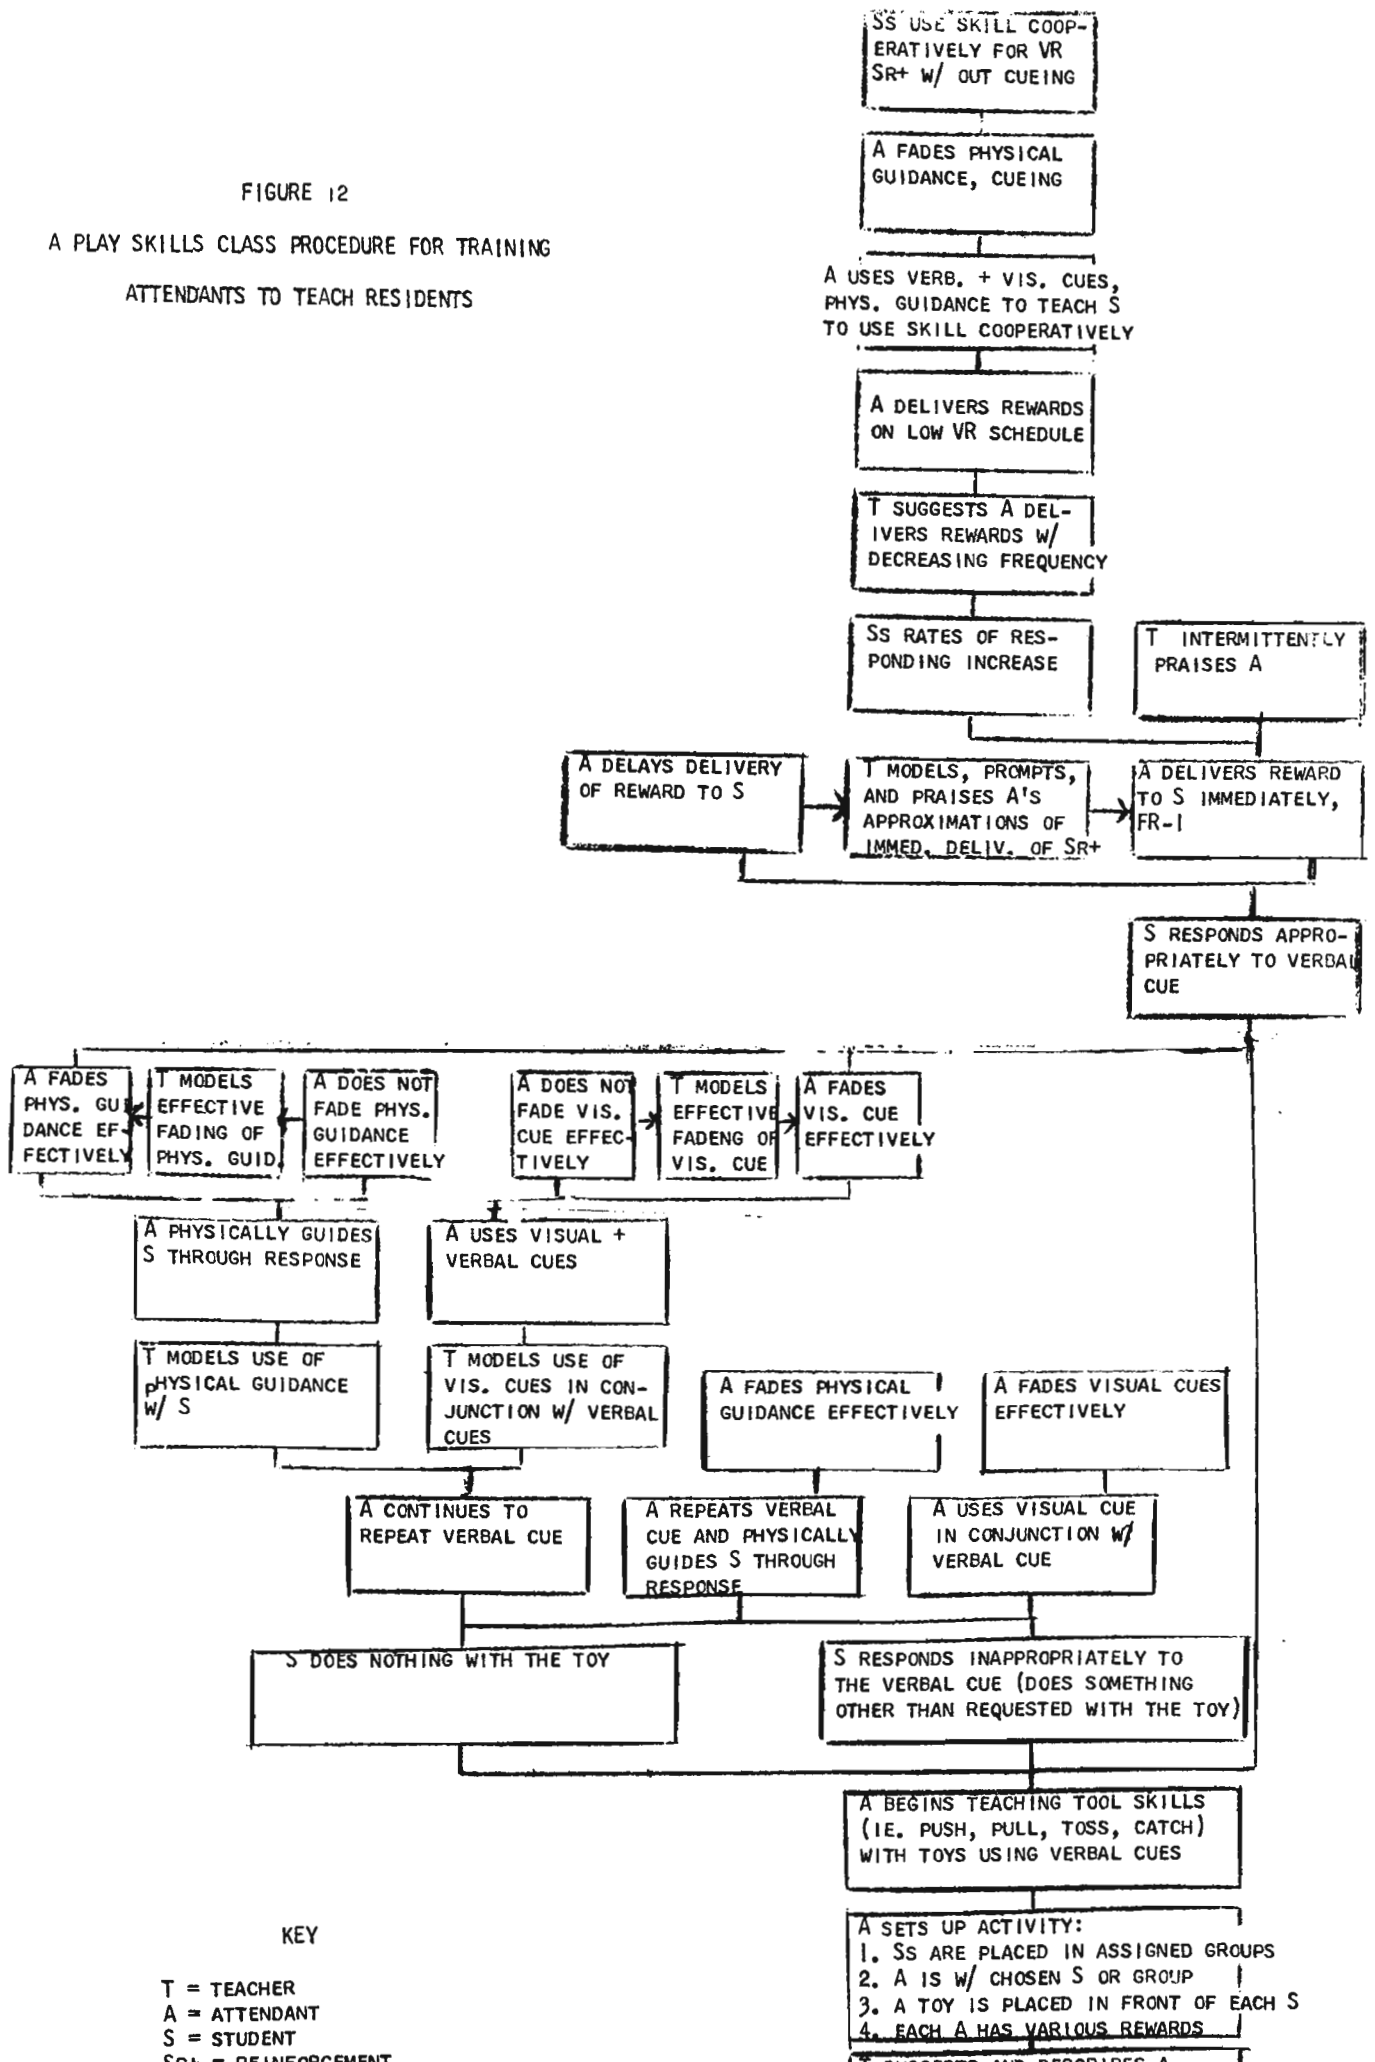 FIGURE 12
A PLAY SKILLS CLASS PROCEDURE FOR TRAINING
ATTENDANTS TO TEACH RESIDENTS
SS USE SKILL COOP-
ERATIVELY FOR VR
SR+ W/ OUT CUEING
A FADES PHYSICAL
GUIDANCE, CUEING
A USES VERB. + VIS. CUES,
PHYS. GUIDANCE TO TEACH S
TO USE SKILL COOPERATIVELY
A DELIVERS REWARDS
ON LOW VR SCHEDULE
T SUGGESTS A DEL-
IVERS REWARDS W/
DECREASING FREQUENCY
SS RATES OF RES-
PONDING INCREASE
T INTERMITTENTLY
PRAISES A
A DELAYS DELIVERY
OF REWARD TO S
T MODELS, PROMPTS,
AND PRAISES A'S
APPROXIMATIONS OF
IMMED. DELIV. OF SR+
A DELIVERS REWARD
TO S IMMEDIATELY,
FR-1
S RESPONDS APPRO-
PRIATELY TO VERBAL
CUE
A FADES
PHYS. GUI
DANCE EF-
FECTIVELY
T MODELS
EFFECTIVE
FADING OF
PHYS. GUID.
A DOES NOT
FADE PHYS.
GUIDANCE
EFFECTIVELY
A DOES NOT
FADE VIS.
CUE EFFEC-
TIVELY
T MODELS
EFFECTIVE
FADENG OF
VIS. CUE
A FADES
VIS. CUE
EFFECTIVELY
A PHYSICALLY GUIDES
S THROUGH RESPONSE
A USES VISUAL +
VERBAL CUES
T MODELS USE OF
PHYSICAL GUIDANCE
W/ S
T MODELS USE OF
VIS. CUES IN CON-
JUNCTION W/ VERBAL
CUES
A FADES PHYSICAL
GUIDANCE EFFECTIVELY
A FADES VISUAL CUES
EFFECTIVELY
A CONTINUES TO
REPEAT VERBAL CUE
A REPEATS VERBAL
CUE AND PHYSICALLY
GUIDES S THROUGH
RESPONSE
A USES VISUAL CUE
IN CONJUNCTION W/
VERBAL CUE
S DOES NOTHING WITH THE TOY
S RESPONDS INAPPROPRIATELY TO
THE VERBAL CUE (DOES SOMETHING
OTHER THAN REQUESTED WITH THE TOY)
A BEGINS TEACHING TOOL SKILLS
(IE. PUSH, PULL, TOSS, CATCH)
WITH TOYS USING VERBAL CUES
A SETS UP ACTIVITY:
1. SS ARE PLACED IN ASSIGNED GROUPS
2. A IS W/ CHOSEN S OR GROUP
3. A TOY IS PLACED IN FRONT OF EACH S
4. EACH A HAS VARIOUS REWARDS
T SUGGESTS AND DESCRIBES A
KEY
T = TEACHER
A = ATTENDANT
S = STUDENT
SR+ = REINFORCEMENT